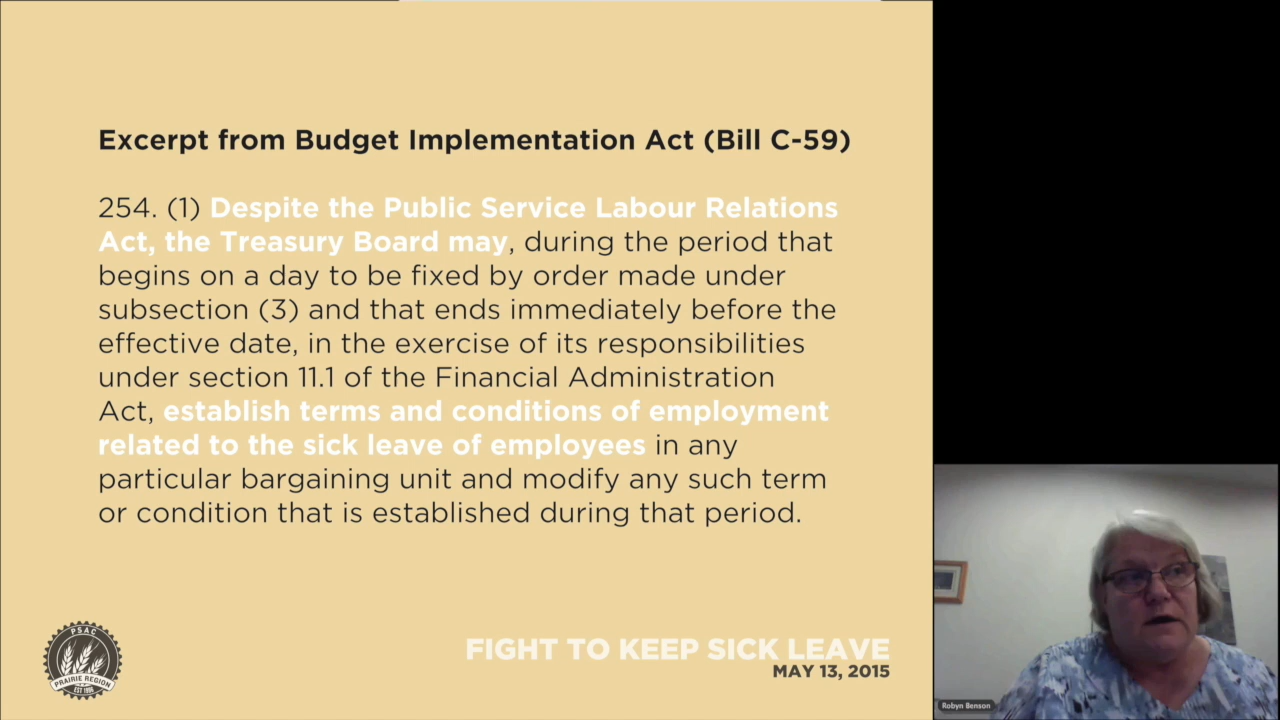 Excerpt from Budget Implementation Act (Bill C-59)
254. (1) Despite the Public Service Labour Relations
Act, the Treasury Board may, during the period that
begins on a day to be fixed by order made under
subsection (3) and that ends immediately before the
effective date, in the exercise of its responsibilities
under section 11.1 of the Financial Administration
Act, establish terms and conditions of employment
related to the sick leave of employees in any
particular bargaining unit and modify any such term
or condition that is established during that period.
PSAC
PRAIRIE REGION
EST 1966
FIGHT TO KEEP SICK LEAVE
MAY 13, 2015
Robyn Benson